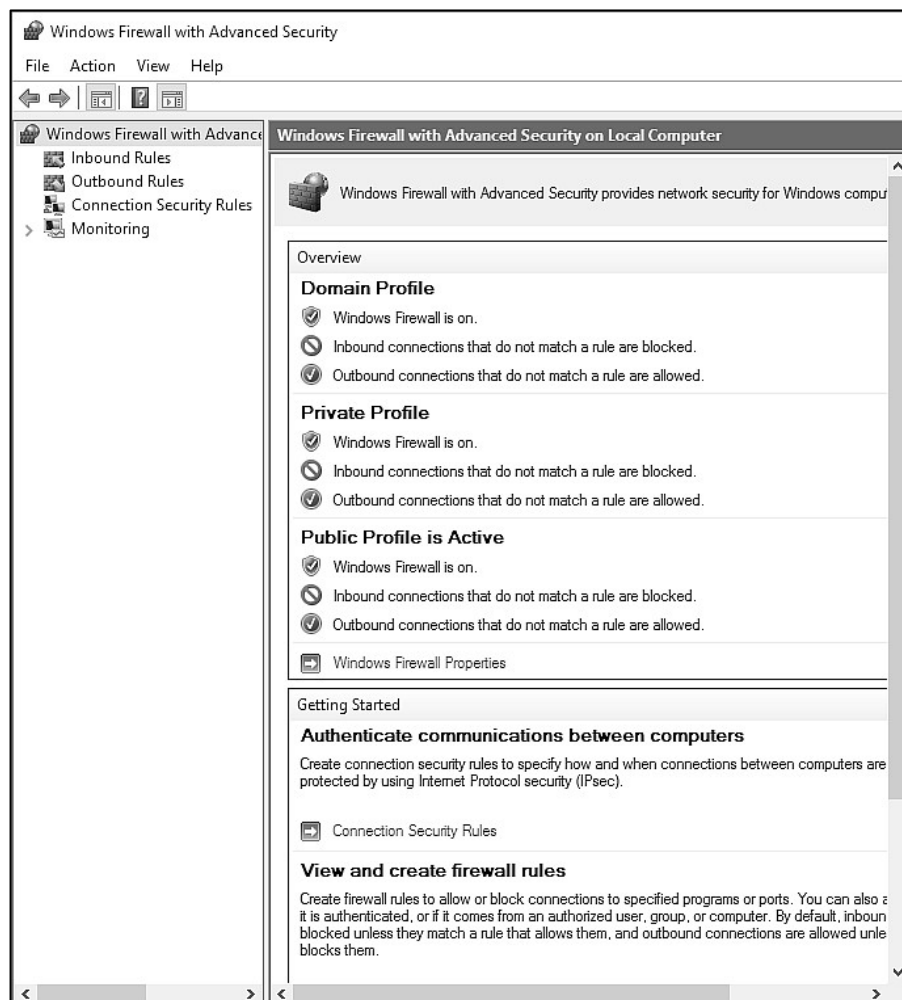 Windows Firewall with Advanced Security
File Action View Help
Windows Firewall with Advance
Inbound Rules
Outbound Rules
Connection Security Rules
Monitoring
Windows Firewall with Advanced Security on Local Computer
Windows Firewall with Advanced Security provides network security for Windows compu
Overview
Domain Profile
Windows Firewall is on.
Inbound connections that do not match a rule are blocked.
Outbound connections that do not match a rule are allowed.
Private Profile
Windows Firewall is on.
Inbound connections that do not match a rule are blocked.
Outbound connections that do not match a rule are allowed.
Public Profile is Active
Windows Firewall is on.
Inbound connections that do not match a rule are blocked.
Outbound connections that do not match a rule are allowed.
Windows Firewall Properties
Getting Started
Authenticate communications between computers
Create connection security rules to specify how and when connections between computers are
protected by using Internet Protocol security (IPsec).
Connection Security Rules
View and create firewall rules
Create firewall rules to allow or block connections to specified programs or ports. You can also a
it is authenticated, or if it comes from an authorized user, group, or computer. By default, inboun
blocked unless they match a rule that allows them, and outbound connections are allowed unle
blocks them.